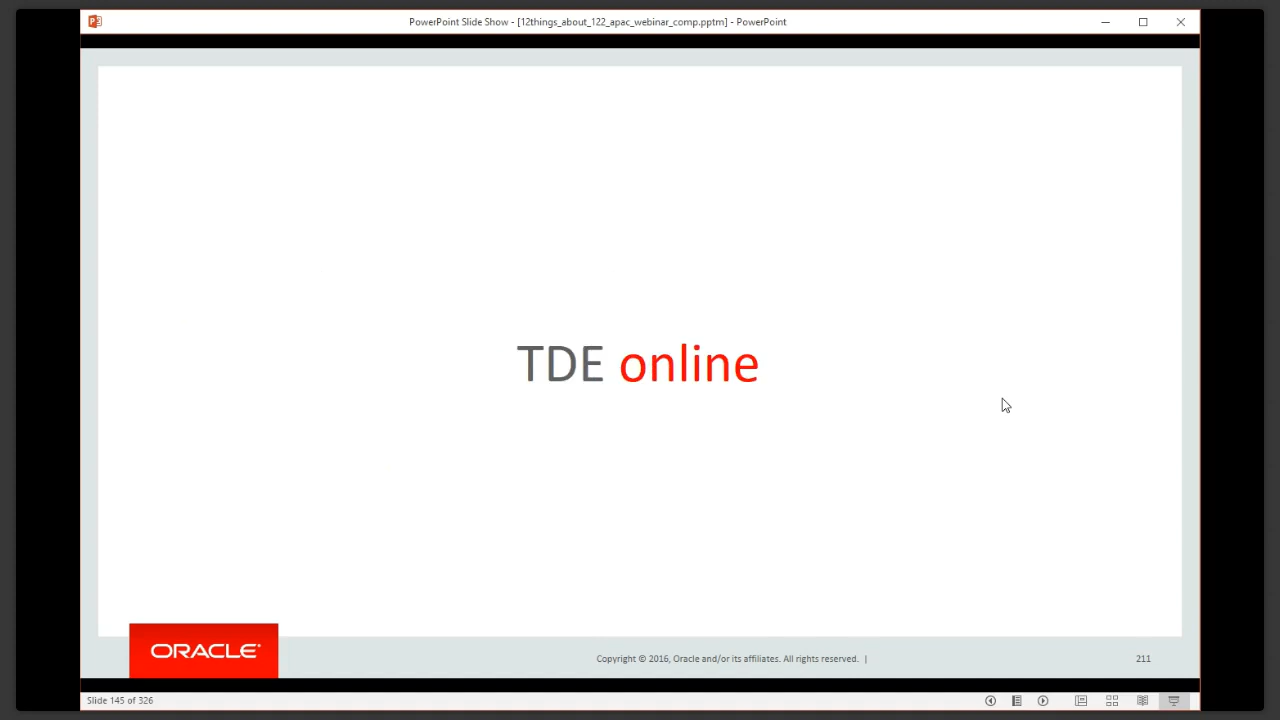 PowerPoint Slide Show - [12things_about_122_apac_webinar_comp.pptm] - PowerPoint
TDE online
ORACLE
Copyright © 2016, Oracle and/or its affiliates. All rights reserved. |
211
Slide 145 of 326